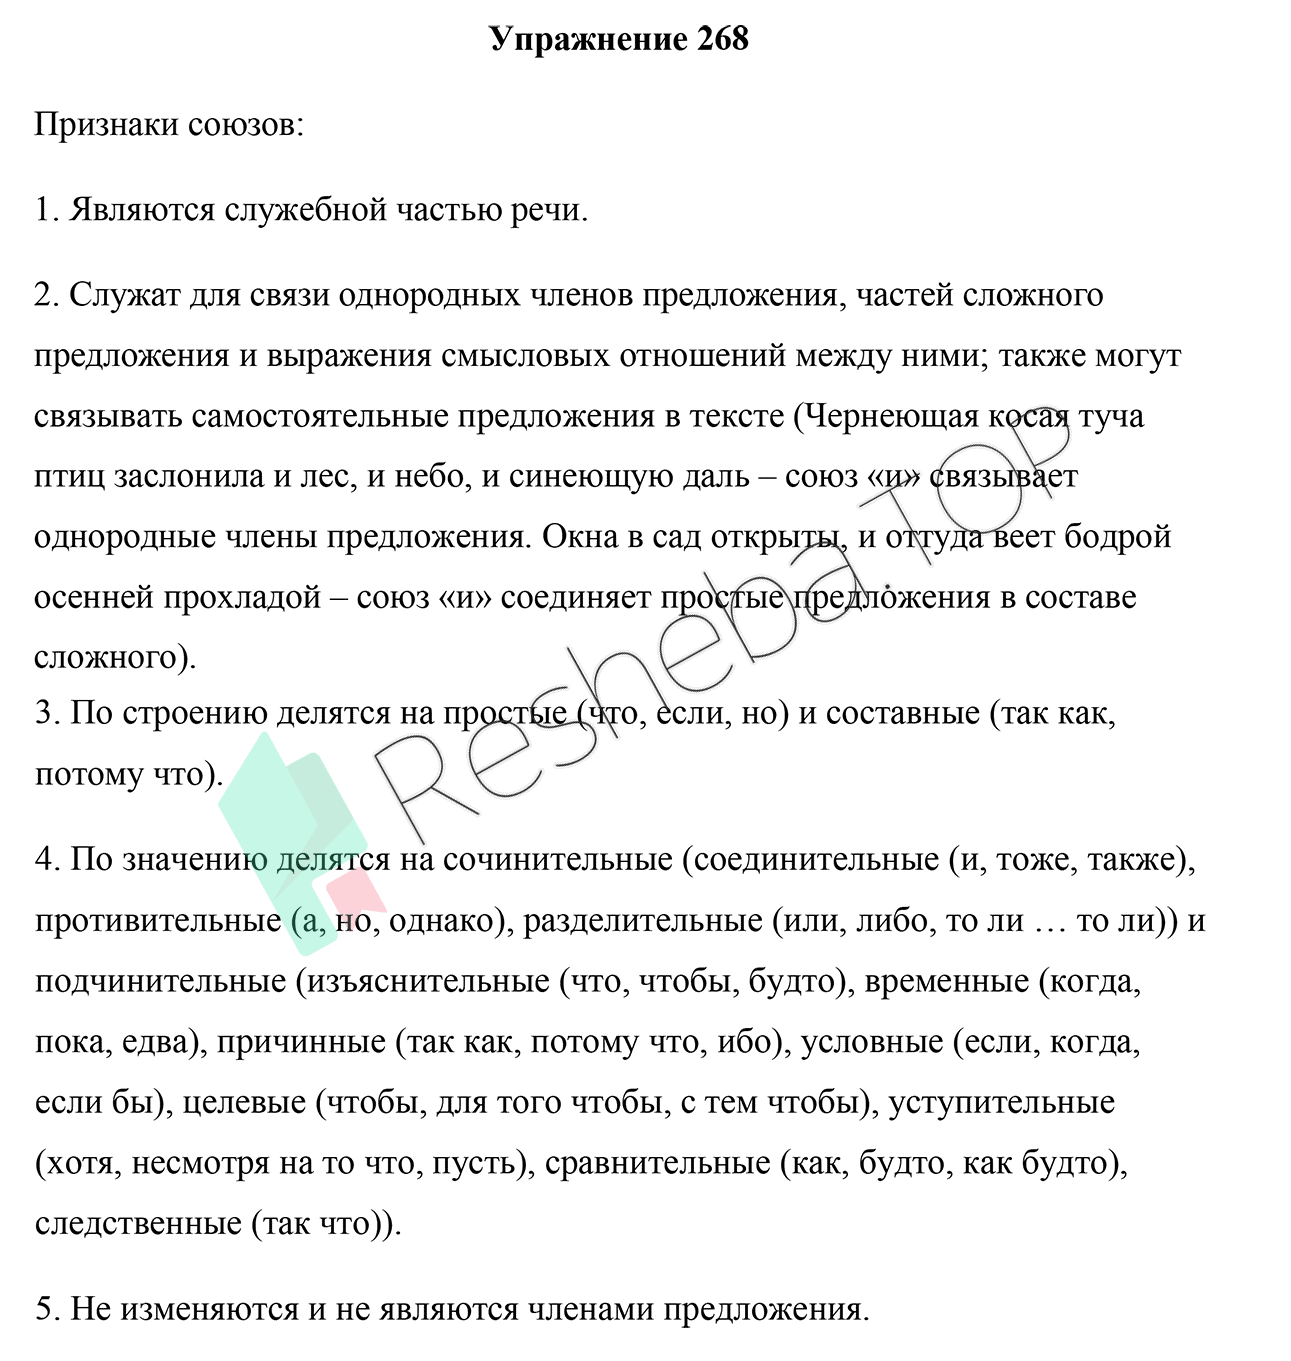 Упражнение 268
Признаки союзов:
1. Являются служебной частью речи.
2. Служат для связи однородных членов предложения, частей сложного
предложения и выражения смысловых отношений между ними; также могут
связывать самостоятельные предложения в тексте (Чернеющая косая туча
птиц заслонила и лес, и небо, и синеющую даль – союз «и» связывает
однородные члены предложения. Окна в сад открыты, и оттуда веет бодрой
осенней прохладой – союз «и» соединяет простые предложения в составе
сложного).
3. По строению делятся на простые (что, если, но) и составные (так как,
потому что).
4. По значению делятся на сочинительные (соединительные (и, тоже, также),
противительные (а, но, однако), разделительные (или, либо, то ли … то ли)) и
подчинительные (изъяснительные (что, чтобы, будто), временные (когда,
пока, едва), причинные (так как, потому что, ибо), условные (если, когда,
если бы), целевые (чтобы, для того чтобы, с тем чтобы), уступительные
(хотя, несмотря на то что, пусть), сравнительные (как, будто, как будто),
следственные (так что)).
5. Не изменяются и не являются членами предложения.
Resheba.TOP